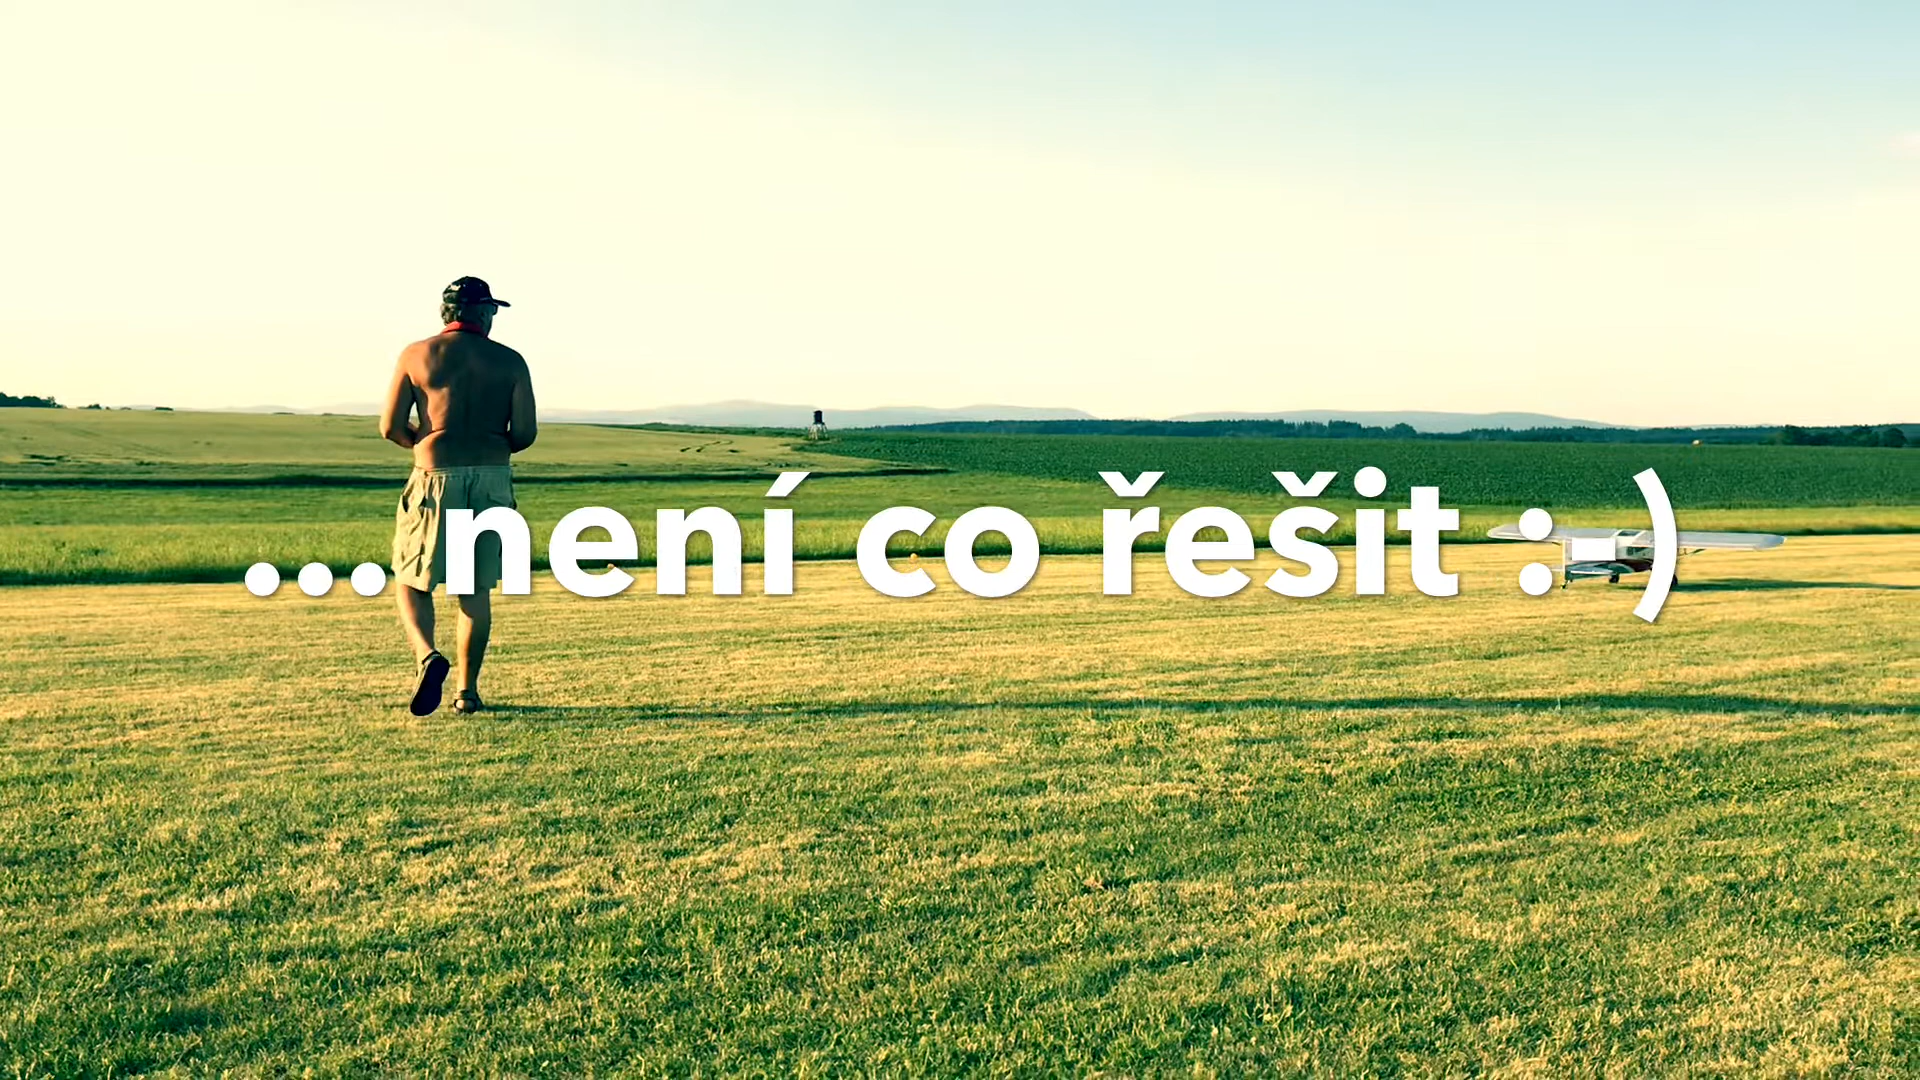 ... není co řešit :-)